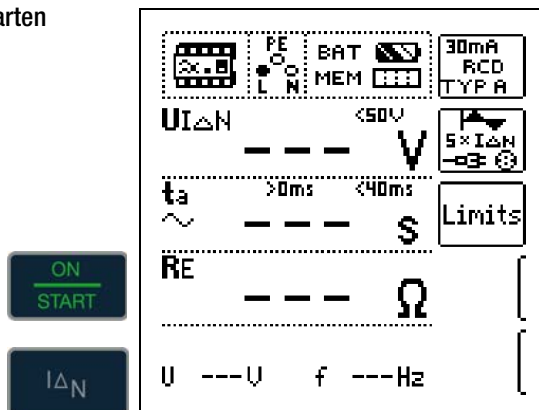 arten
PE
L N
BAT
MEM
30mA
RCD
TYP A
UI△N <50V
--- V
5×I△N
ta >0ms <40ms
~ --- s
Limits
RE
--- Ω
ON
START
I△N
U ---V f ---Hz